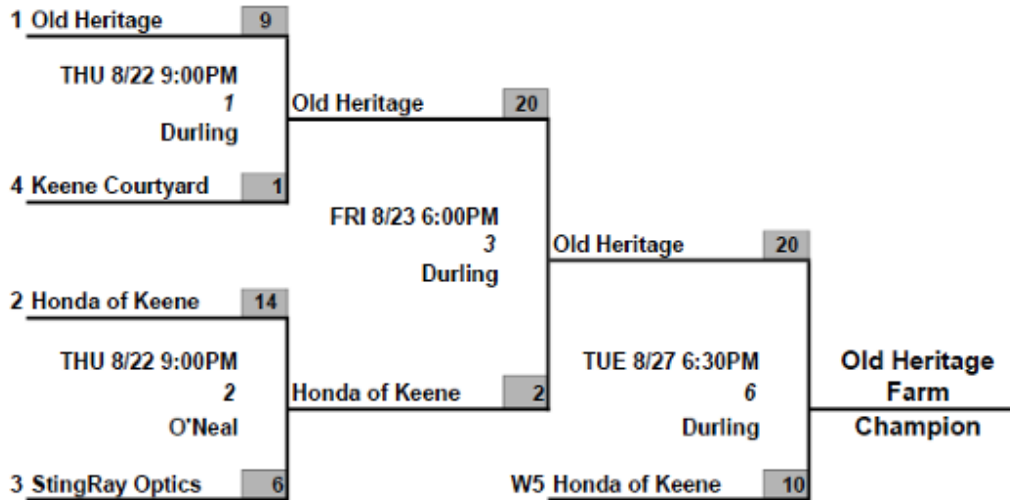 1 Old Heritage 9
THU 8/22 9:00PM
1
Durling
4 Keene Courtyard 1
Old Heritage 20
FRI 8/23 6:00PM
3
Durling
2 Honda of Keene 14
THU 8/22 9:00PM
2
O'Neal
3 StingRay Optics 6
Honda of Keene 2
Old Heritage 20
TUE 8/27 6:30PM
6
Durling
W5 Honda of Keene 10
Old Heritage
Farm
Champion